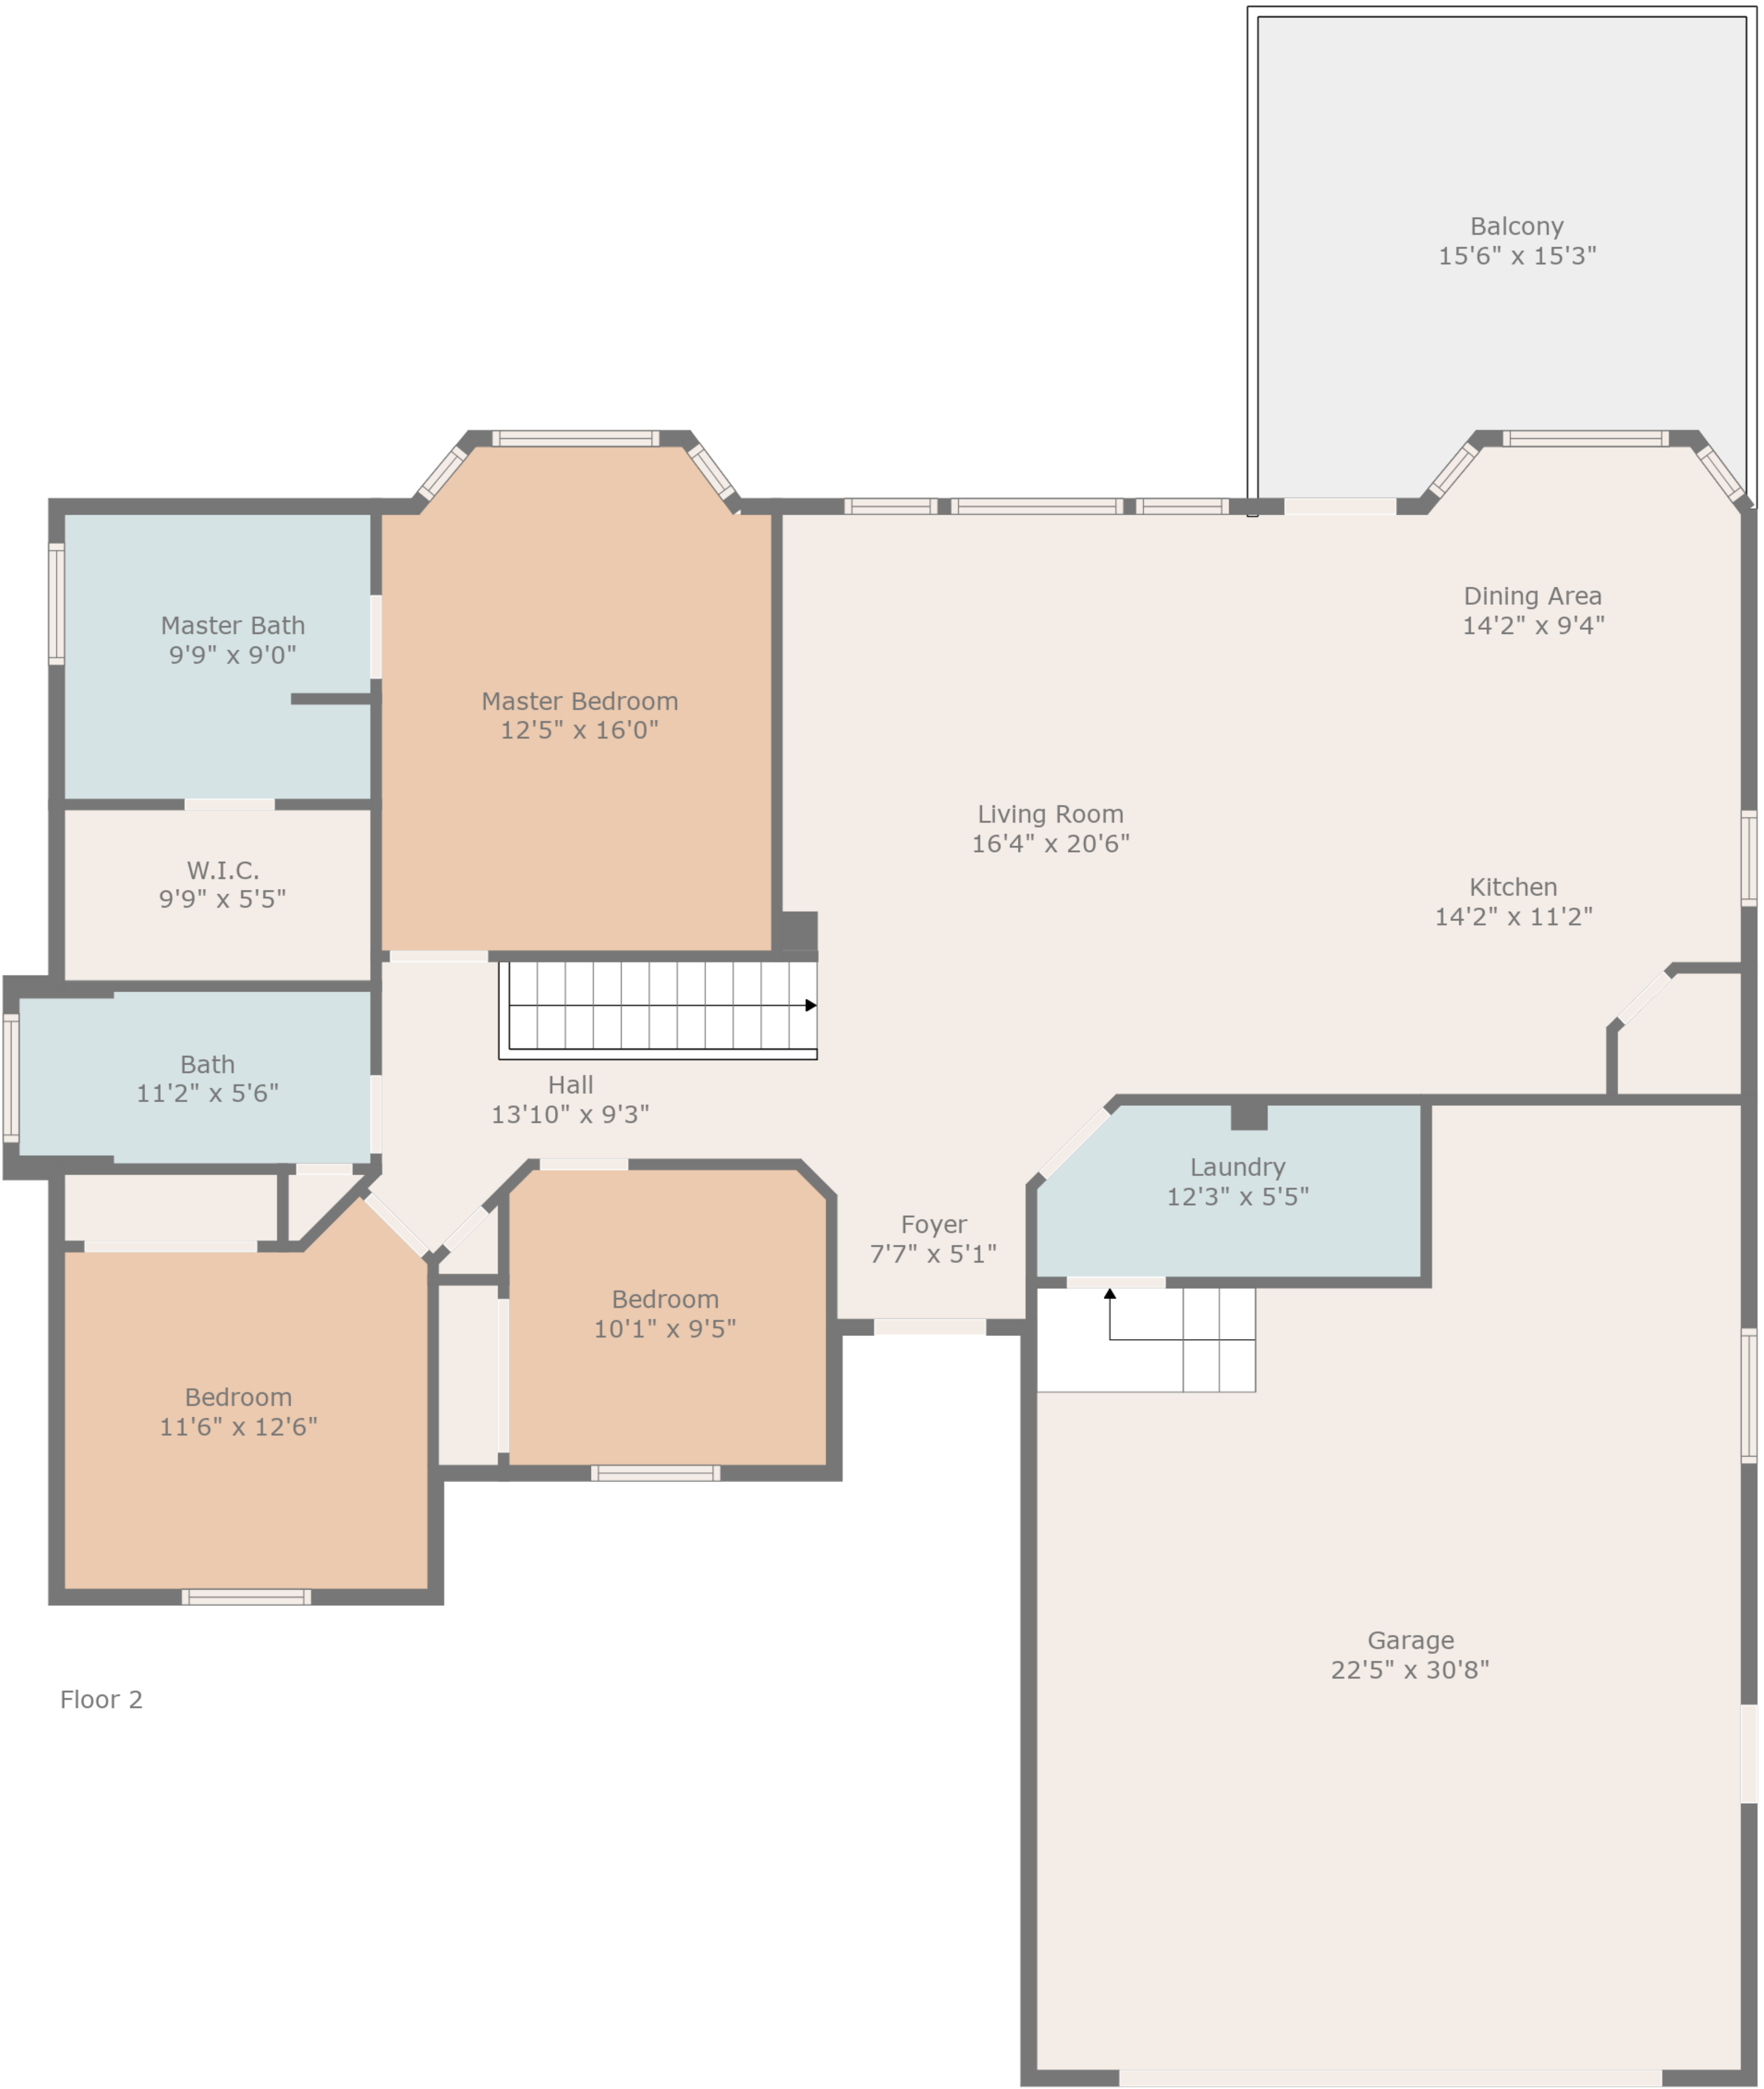 Balcony
15'6" x 15'3"
Dining Area
14'2" x 9'4"
Master Bath
9'9" x 9'0"
Master Bedroom
12'5" x 16'0"
Living Room
16'4" x 20'6"
W.I.C.
9'9" x 5'5"
Kitchen
14'2" x 11'2"
Bath
11'2" x 5'6"
Hall
13'10" x 9'3"
Laundry
12'3" x 5'5"
Foyer
7'7" x 5'1"
Bedroom
10'1" x 9'5"
Bedroom
11'6" x 12'6"
Garage
22'5" x 30'8"
Floor 2